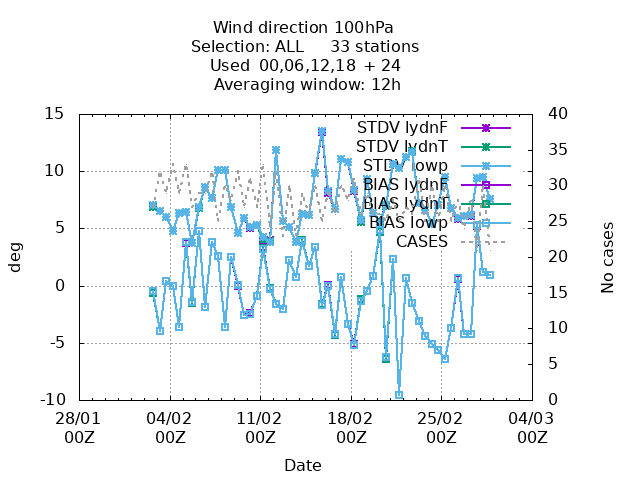 Wind direction 100hPa
Selection: ALL 33 stations
Used 00,06,12,18 + 24
Averaging window: 12h
15
10
5
0
-5
-10
deg
40
35
30
25
20
15
10
5
0
No cases
STDV lydnF
STDV lydnT
STDV lowp
BIAS lydnF
BIAS lydnT
BIAS lowp
CASES
28/01 04/02 11/02 18/02 25/02 04/03
00Z 00Z 00Z 00Z 00Z 00Z
Date